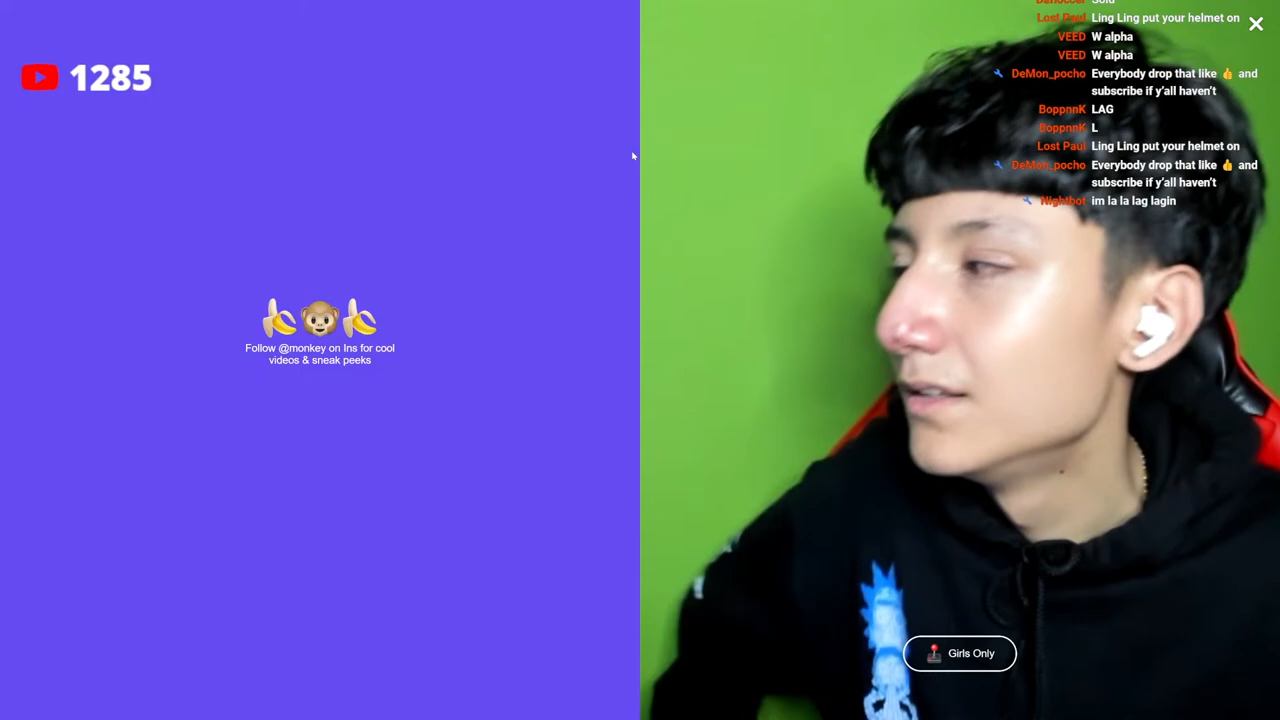 1285
Follow @monkey on Ins for cool
videos & sneak peeks
Lost Paul Ling Ling put your helmet on
VEED W alpha
VEED W alpha
DeMon_pocho Everybody drop that like 👍 and
subscribe if y'all haven't
BoppnnK LAG
BoppnnK L
Lost Paul Ling Ling put your helmet on
DeMon_pocho Everybody drop that like 👍 and
subscribe if y'all haven't
Nightbot im la la lag lagin
Girls Only